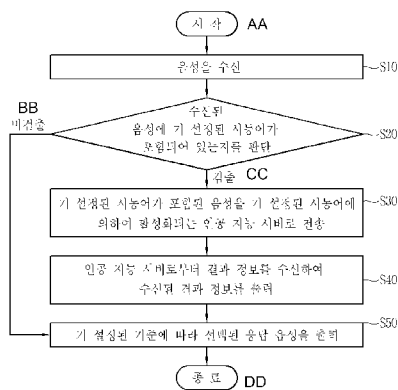 시 작
AA
음성을 수신
S10
수신된
음성에 기 설정된 시동어가
포함되어 있는지를 판단
S20
BB
미검출
검출
CC
기 설정된 시동어가 포함된 음성을 기 설정된 시동어에
의하여 활성화되는 인공 지능 서버로 전송
S30
인공 지능 서버로부터 결과 정보를 수신하여
수신된 결과 정보를 출력
S40
기 설정된 기준에 따라 선택된 응답 음성을 출력
S50
종 료
DD